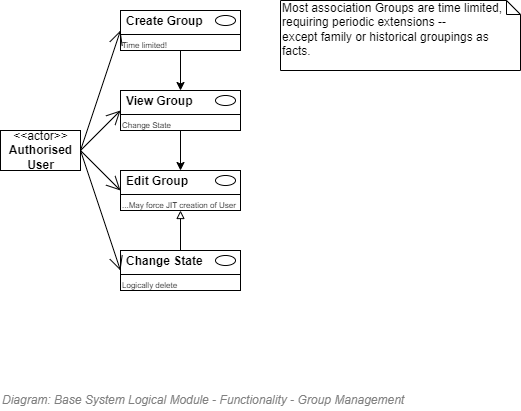 Create Group
Time limited!
Most association Groups are time limited,
requiring periodic extensions --
except family or historical groupings as
facts.
View Group
Change State
<<actor>>
Authorised
User
Edit Group
...May force JIT creation of User
Change State
Logically delete
Diagram: Base System Logical Module - Functionality - Group Management